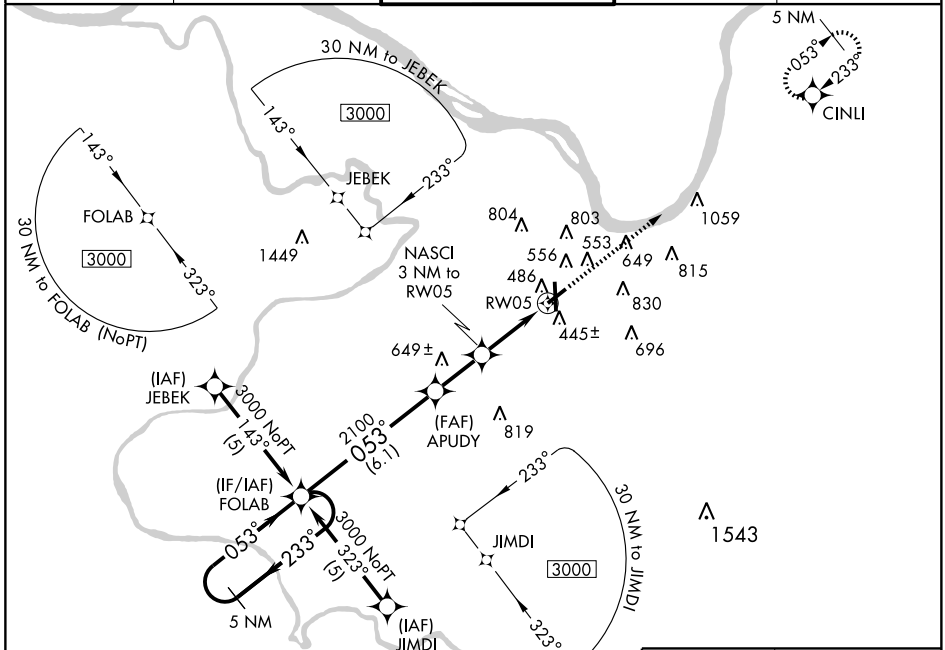 5 NM
053°
233°
CINLI
30 NM to JEBEK
3000
143°
233°
JEBEK
143°
FOLAB
3000
323°
30 NM to FOLAB (NoPT)
1449
804
803
1059
556
553
649
815
NASCI
3 NM to
RW05
486
RW05
830
445±
696
649±
(FAF)
APUDY
819
(IAF)
JEBEK
3000 NoPT
143°
(5)
2100
053°
(6.1)
(IF/IAF)
FOLAB
053°
233°
5 NM
3000 NoPT
323°
(5)
(IAF)
JIMDI
233°
JIMDI
3000
323°
30 NM to JIMDI
1543